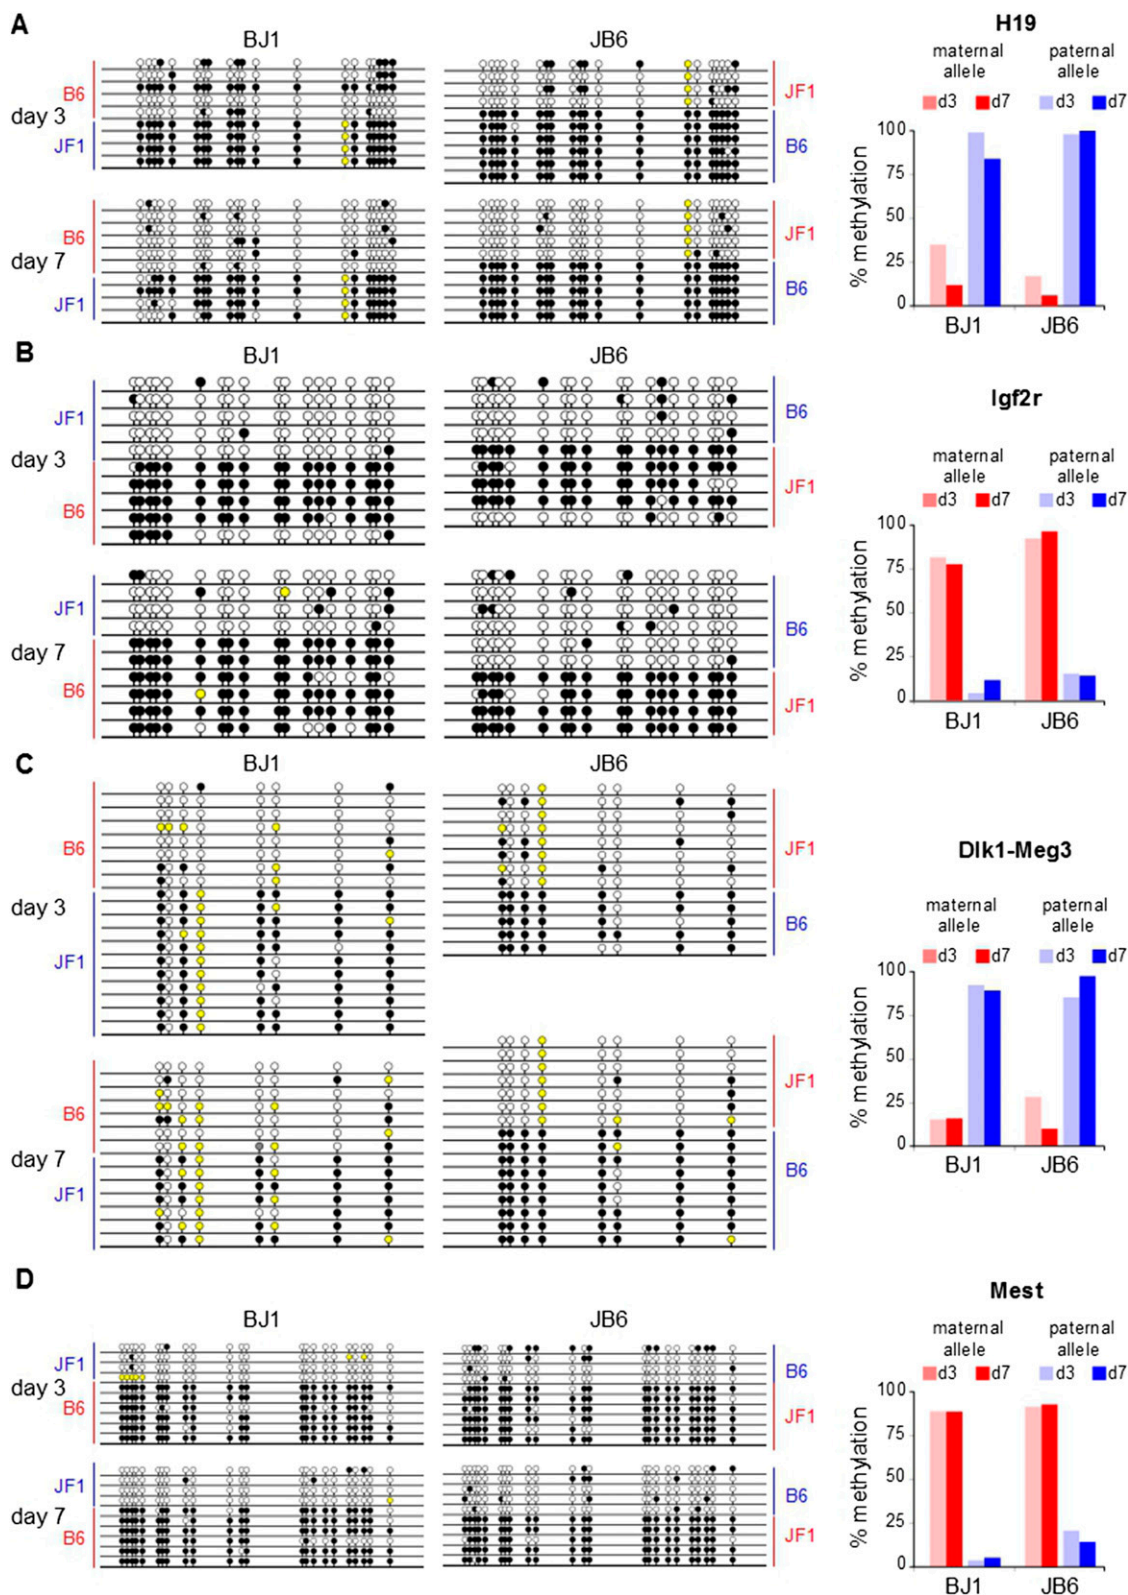 A
BJ1
JB6
B6
day 3
JF1
JF1
B6
B6
day 7
JF1
JF1
B6
H19
maternal allele
paternal allele
d3 d7 d3 d7
% methylation
100
75
50
25
0
BJ1 JB6
B
BJ1
JB6
JF1
day 3
B6
B6
JF1
JF1
day 7
B6
B6
JF1
Igf2r
maternal allele
paternal allele
d3 d7 d3 d7
% methylation
100
75
50
25
0
BJ1 JB6
C
BJ1
JB6
B6
day 3
JF1
JF1
B6
B6
day 7
JF1
JF1
B6
Dlk1-Meg3
maternal allele
paternal allele
d3 d7 d3 d7
% methylation
100
75
50
25
0
BJ1 JB6
D
BJ1
JB6
JF1
day 3
B6
B6
JF1
JF1
day 7
B6
B6
JF1
Mest
maternal allele
paternal allele
d3 d7 d3 d7
% methylation
100
75
50
25
0
BJ1 JB6